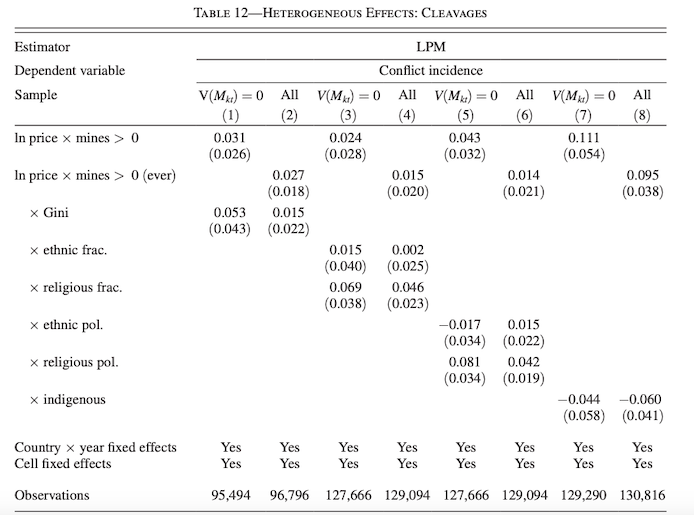 TABLE 12—HETEROGENEOUS EFFECTS: CLEAVAGES
Estimator LPM
Dependent variable Conflict incidence
Sample V(Mkt) = 0 All V(Mkt) = 0 All V(Mkt) = 0 All V(Mkt) = 0 All
(1) (2) (3) (4) (5) (6) (7) (8)
ln price × mines > 0 0.031 0.024 0.043 0.111
(0.026) (0.028) (0.032) (0.054)
ln price × mines > 0 (ever) 0.027 0.015 0.014 0.095
(0.018) (0.020) (0.021) (0.038)
× Gini 0.053 0.015
(0.043) (0.022)
× ethnic frac. 0.015 0.002
(0.040) (0.025)
× religious frac. 0.069 0.046
(0.038) (0.023)
× ethnic pol. −0.017 0.015
(0.034) (0.022)
× religious pol. 0.081 0.042
(0.034) (0.019)
× indigenous −0.044 −0.060
(0.058) (0.041)
Country × year fixed effects Yes Yes Yes Yes Yes Yes Yes Yes
Cell fixed effects Yes Yes Yes Yes Yes Yes Yes Yes
Observations 95,494 96,796 127,666 129,094 127,666 129,094 129,290 130,816